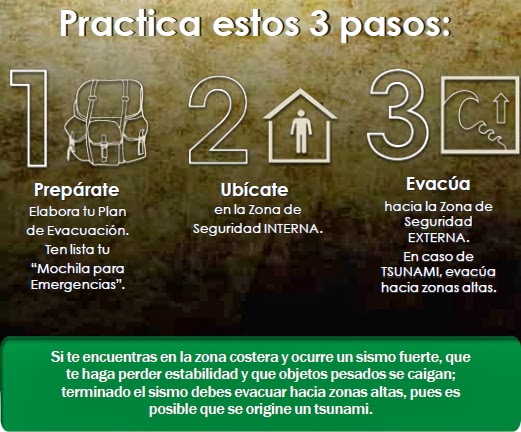 Practica estos 3 pasos:
1
Prepárate
Elabora tu Plan
de Evacuación.
Ten lista tu
“Mochila para
Emergencias”.
2
Ubícate
en la Zona de
Seguridad INTERNA.
3
Evacúa
hacia la Zona de
Seguridad
EXTERNA.
En caso de
TSUNAMI, evacúa
hacia zonas altas.
Si te encuentras en la zona costera y ocurre un sismo fuerte, que
te haga perder estabilidad y que objetos pesados se caigan;
terminado el sismo debes evacuar hacia zonas altas, pues es
posible que se origine un tsunami.